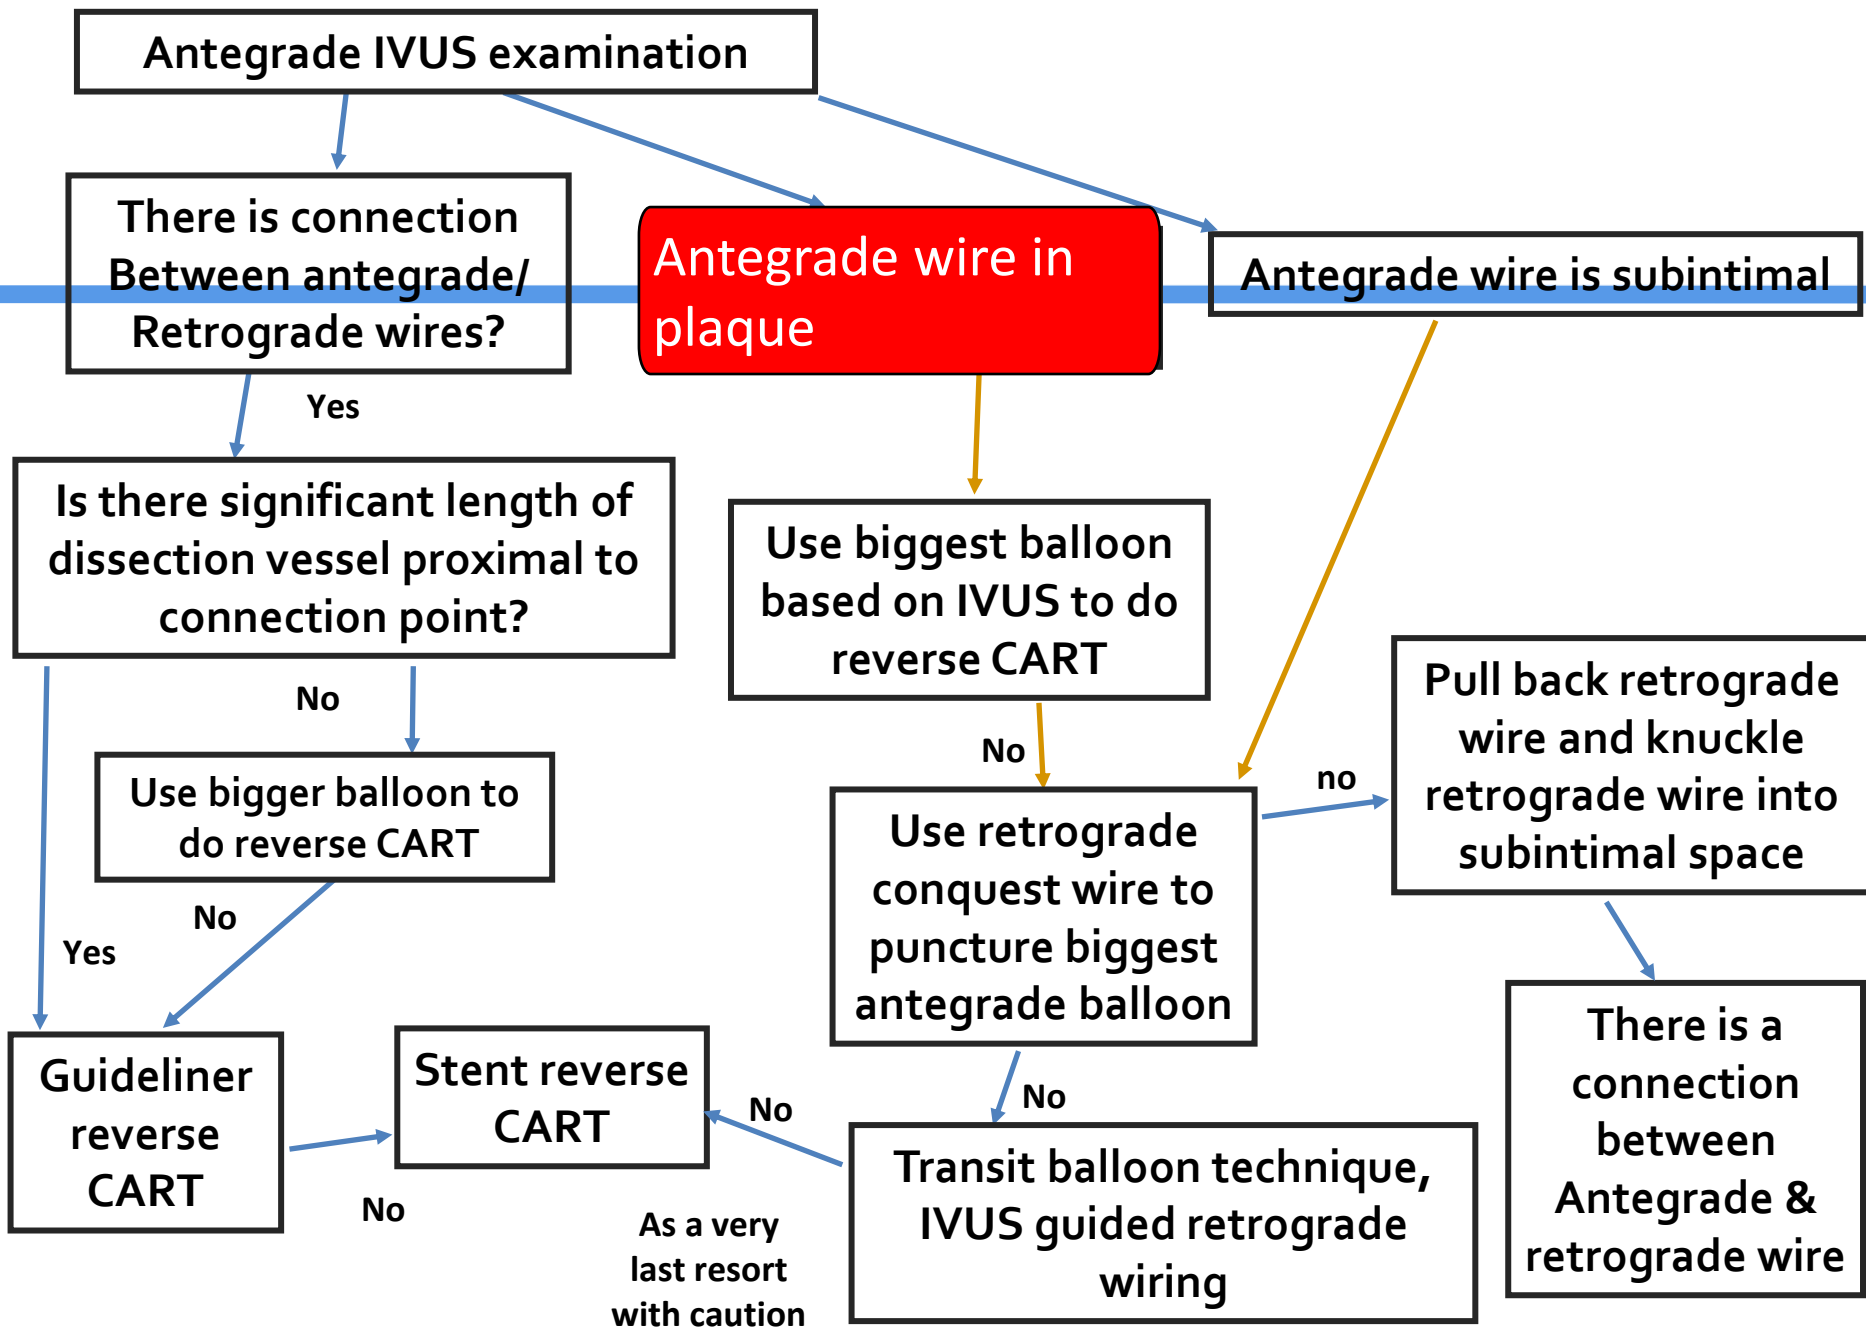 Antegrade IVUS examination
There is connection
Between antegrade/
Retrograde wires?
Antegrade wire in
plaque
Antegrade wire is subintimal
Yes
Is there significant length of
dissection vessel proximal to
connection point?
Use biggest balloon
based on IVUS to do
reverse CART
No
Use bigger balloon to
do reverse CART
No
Yes
No
Use retrograde
conquest wire to
puncture biggest
antegrade balloon
no
Pull back retrograde
wire and knuckle
retrograde wire into
subintimal space
Guideliner
reverse
CART
No
Stent reverse
CART
No
As a very
last resort
with caution
No
Transit balloon technique,
IVUS guided retrograde
wiring
There is a
connection
between
Antegrade &
retrograde wire